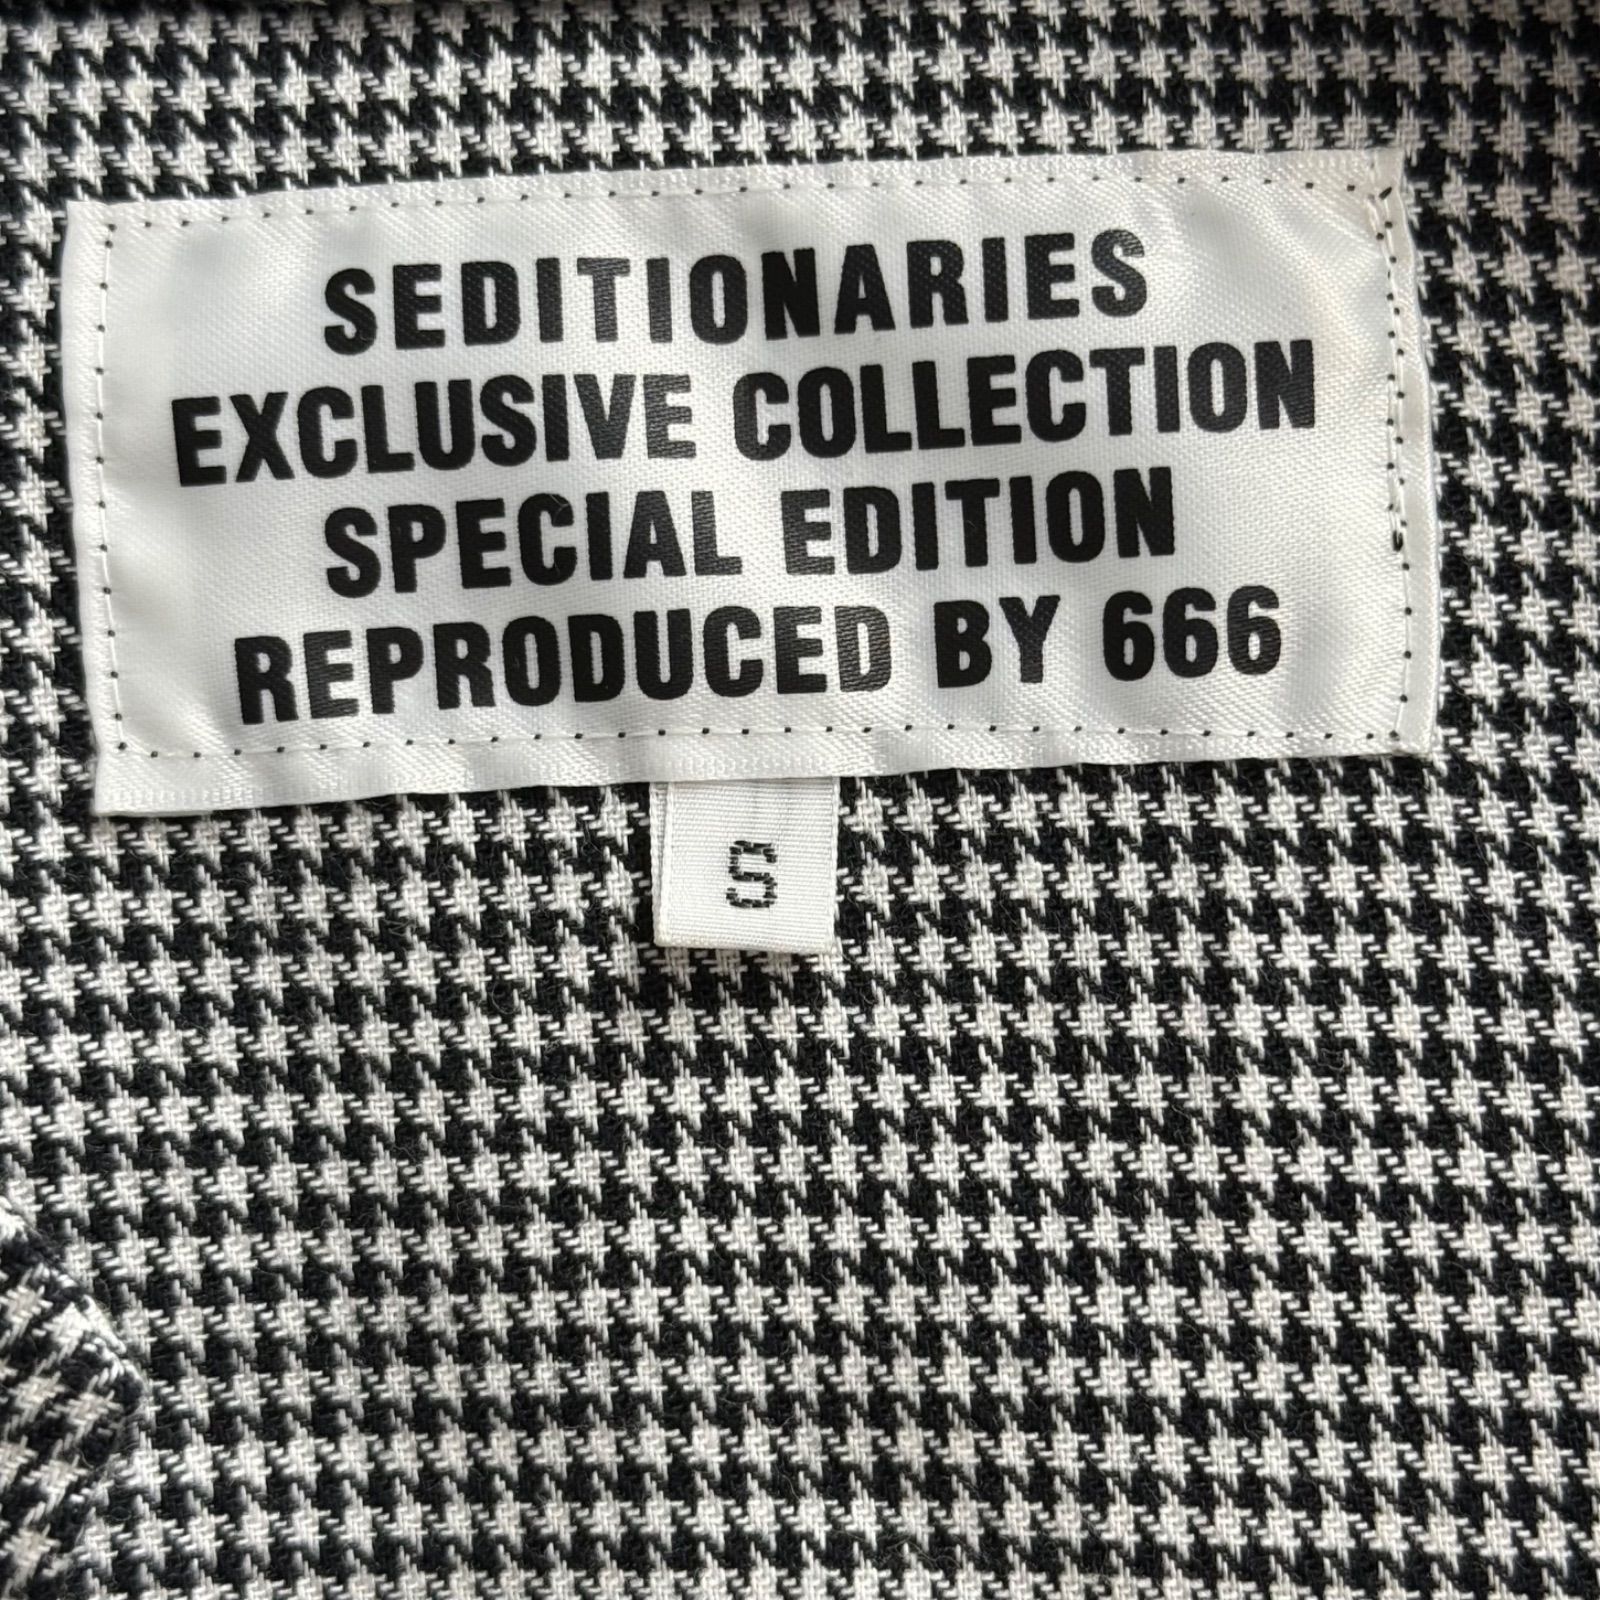 SEDITIONARIES
EXCLUSIVE COLLECTION
SPECIAL EDITION
REPRODUCED BY 666
S